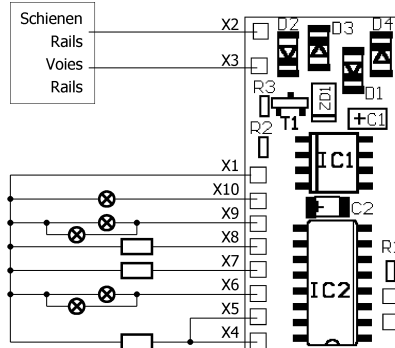 Schienen
Rails
Voies
Rails
X2
X3
D2
D3
D4
D1
R3
ZD1
T1
+C1
R2
X1
IC1
X10
X9
C2
X8
X7
X6
IC2
X5
X4